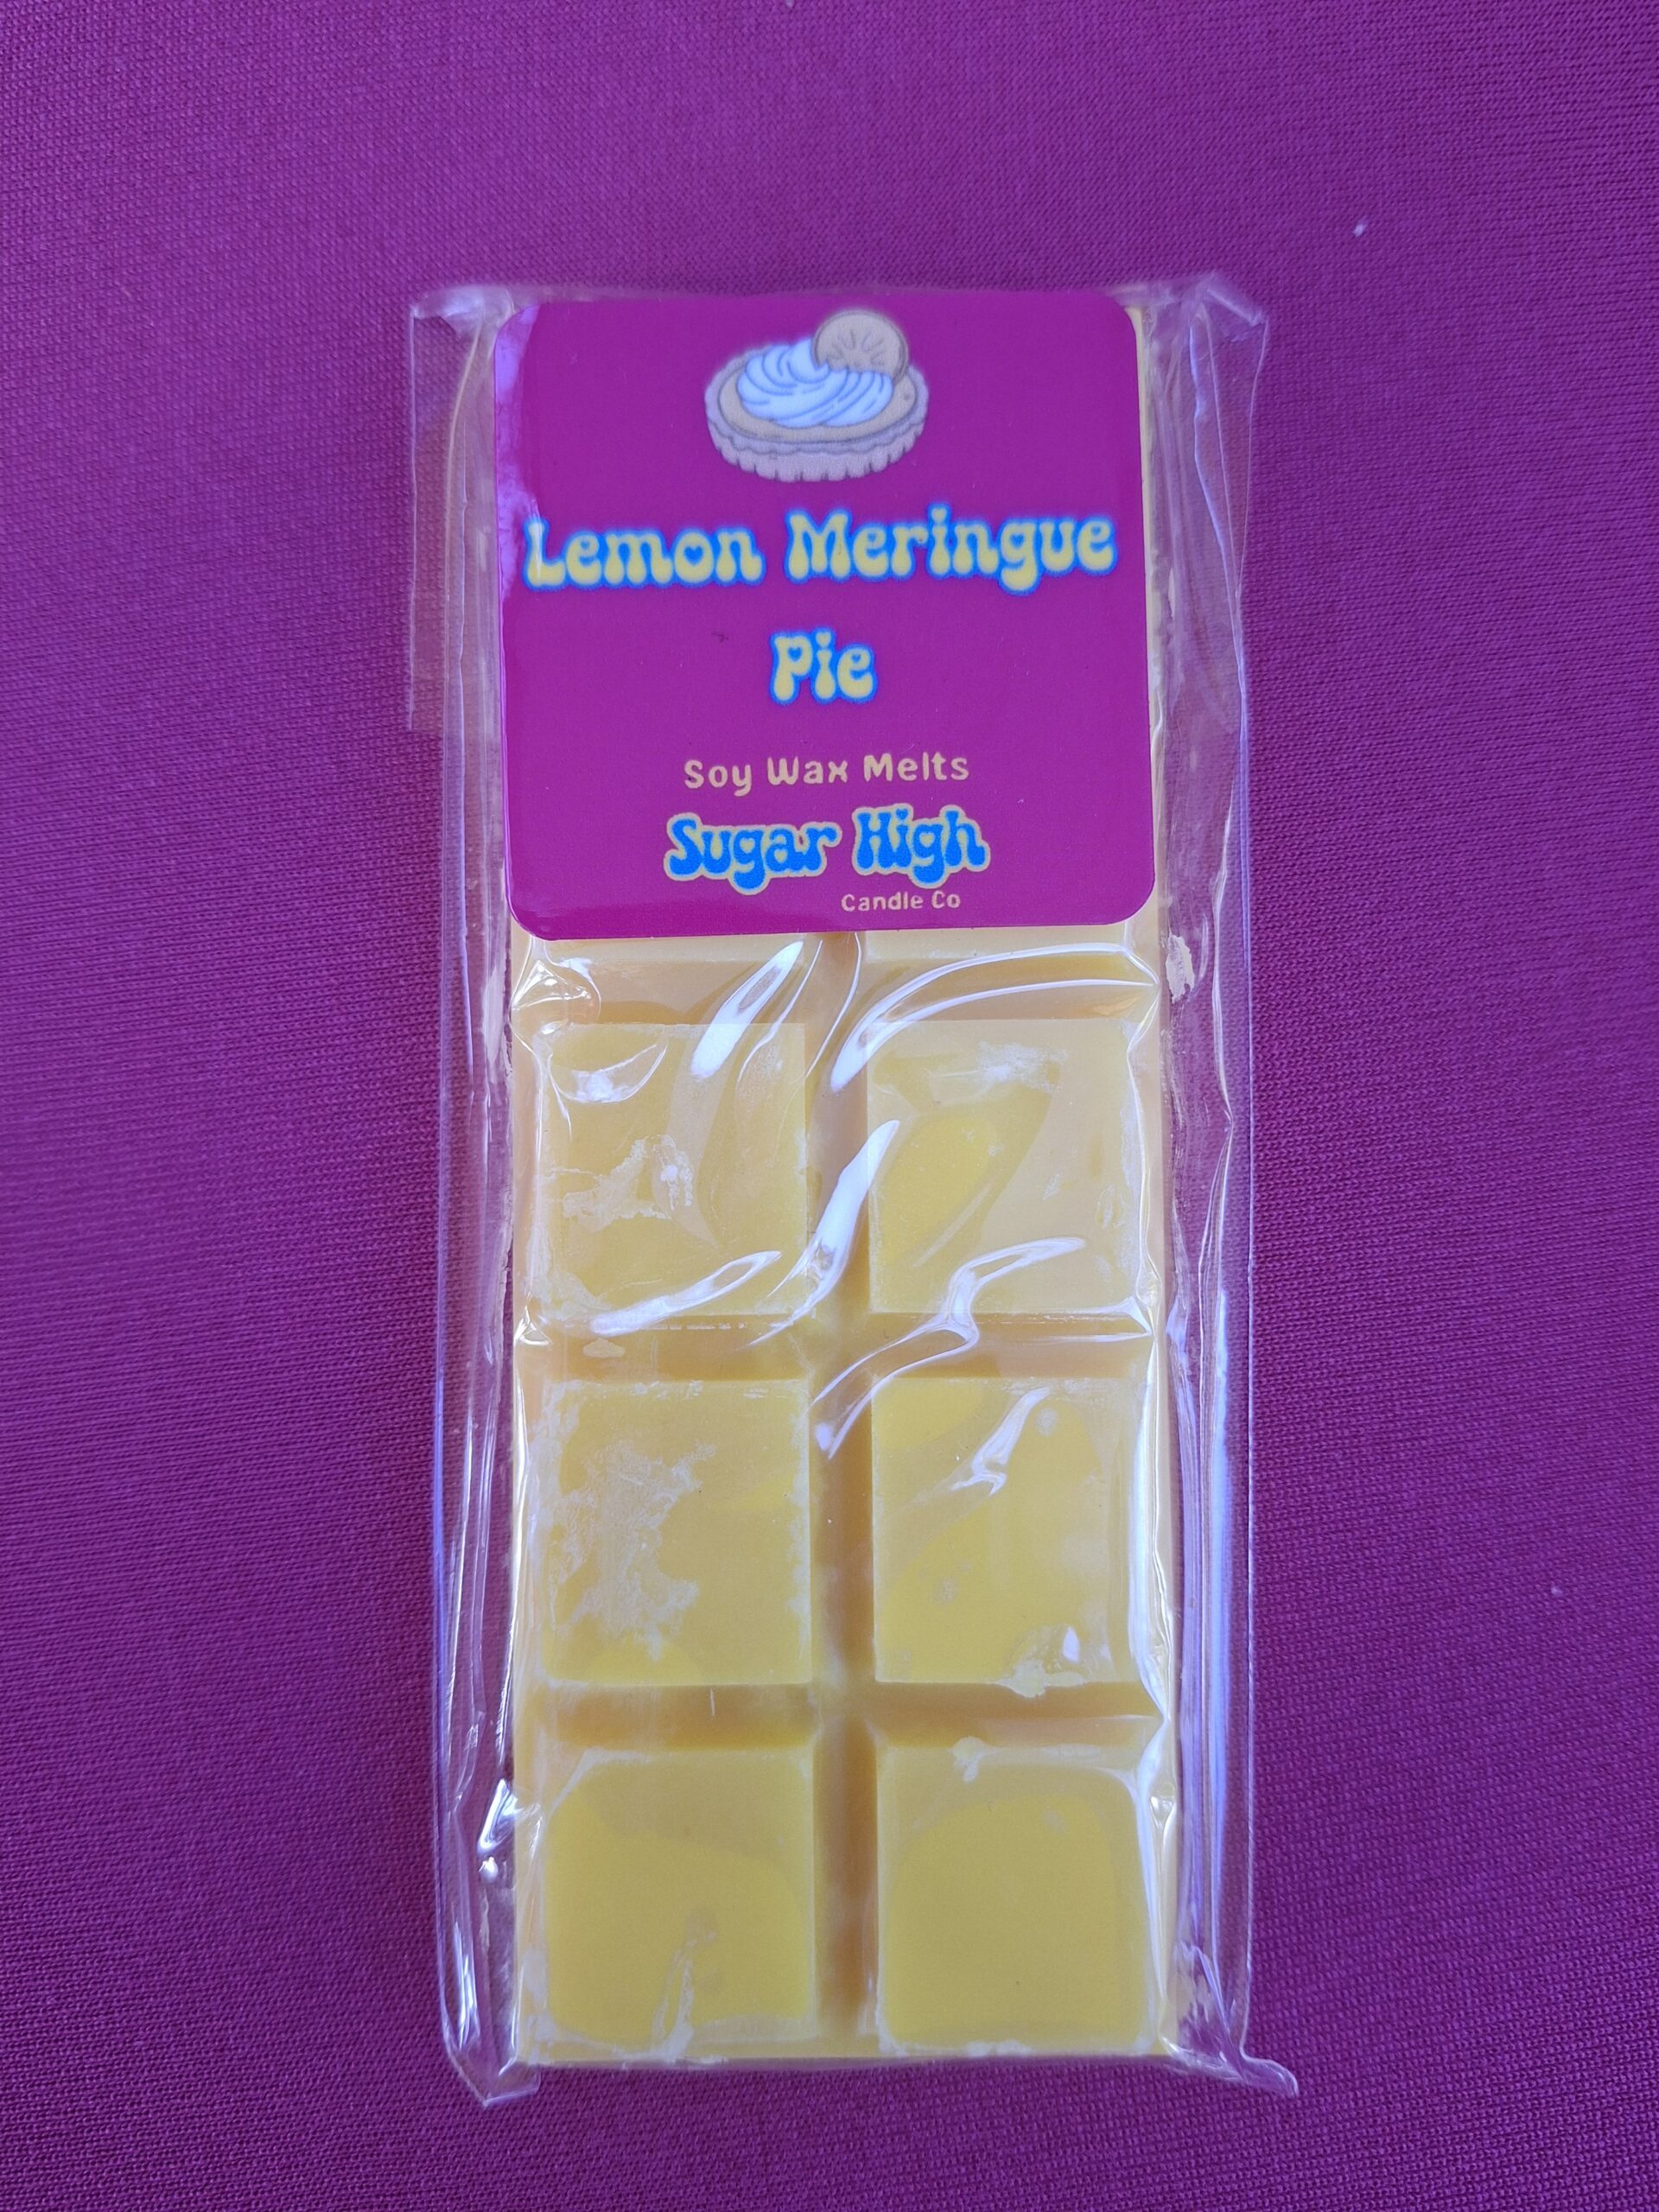 Lemon Meringue
Pie
Soy Wax Melts
Sugar High
Candle Co